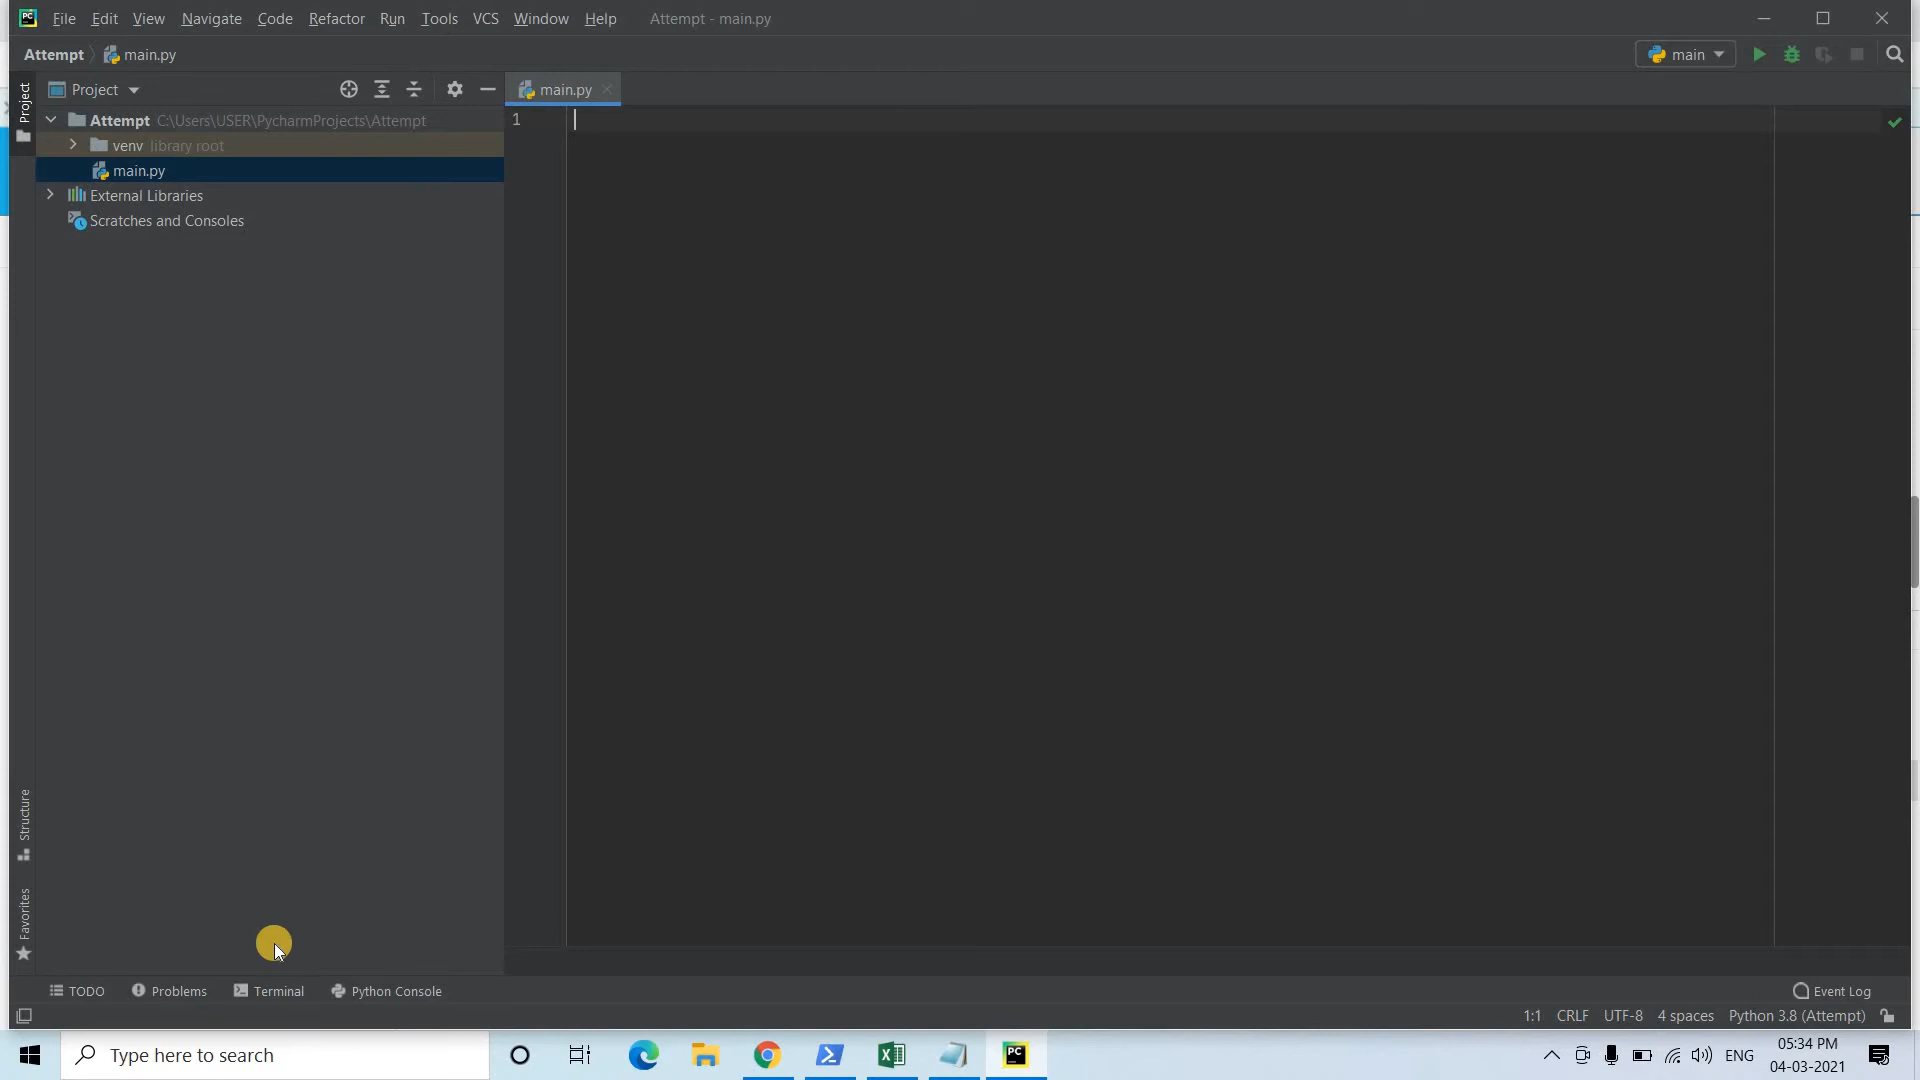 File Edit View Navigate Code Refactor Run Tools VCS Window Help Attempt - main.py
Attempt main.py main
Project
Project
main.py
Attempt C:\Users\USER\PycharmProjects\Attempt
1
venv library root
main.py
External Libraries
Scratches and Consoles
Structure
Favorites
TODO Problems Terminal Python Console Event Log
1:1 CRLF UTF-8 4 spaces Python 3.8 (Attempt)
Type here to search
PC
ENG
05:34 PM
04-03-2021